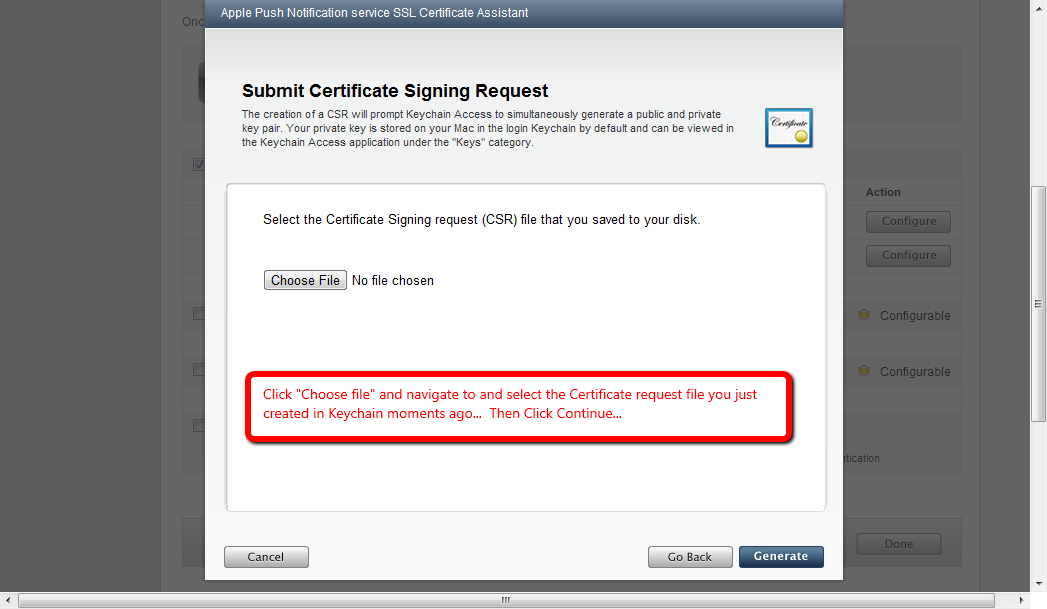 Apple Push Notification service SSL Certificate Assistant
Onc
Submit Certificate Signing Request
The creation of a CSR will prompt Keychain Access to simultaneously generate a public and private
key pair. Your private key is stored on your Mac in the login Keychain by default and can be viewed in
the Keychain Access application under the "Keys" category.
Certificate
Select the Certificate Signing request (CSR) file that you saved to your disk.
Choose File No file chosen
Click "Choose file" and navigate to and select the Certificate request file you just
created in Keychain moments ago... Then Click Continue...
Cancel
Go Back
Generate
Action
Configure
Configure
Configurable
Configurable
ntication
Done